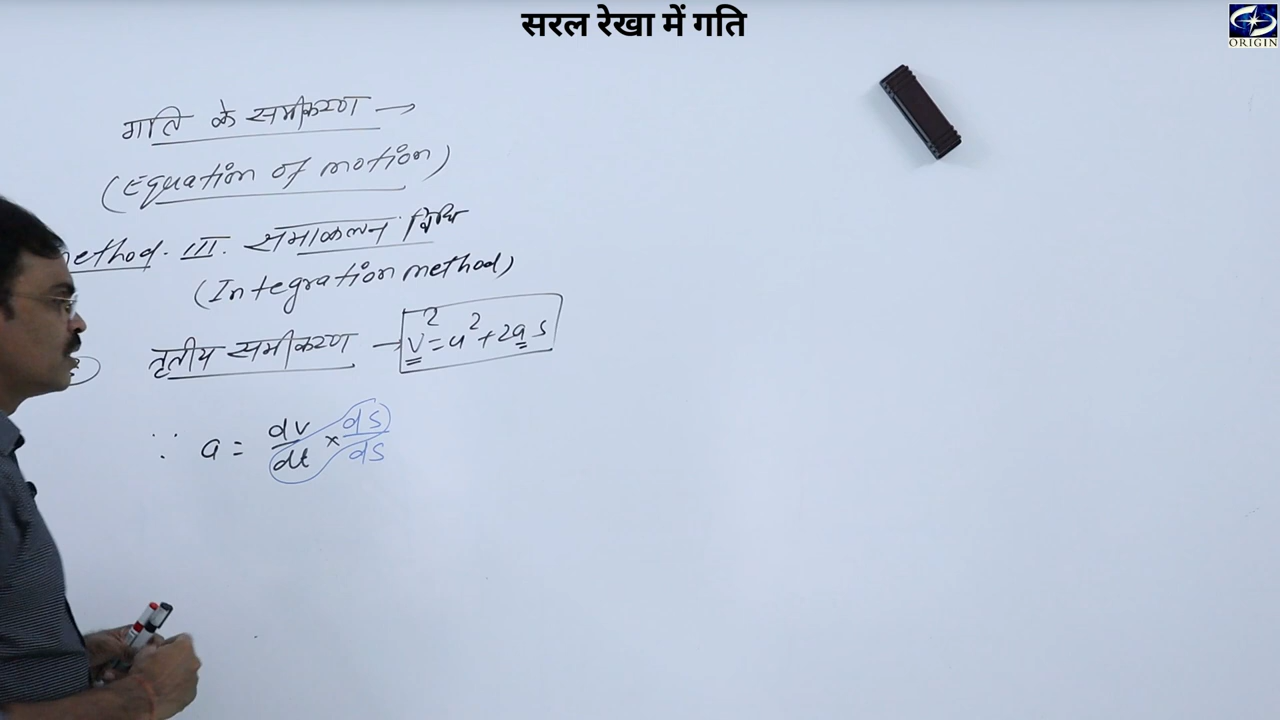 सरल रेखा में गति
ORIGIN
गति के समीकरण →
(Equation of motion)
ethod. III. समाकलन विधि
(Integration method)
तृतीय समीकरण → v² = u² + 2as
∵ a = dv/dt × ds/ds